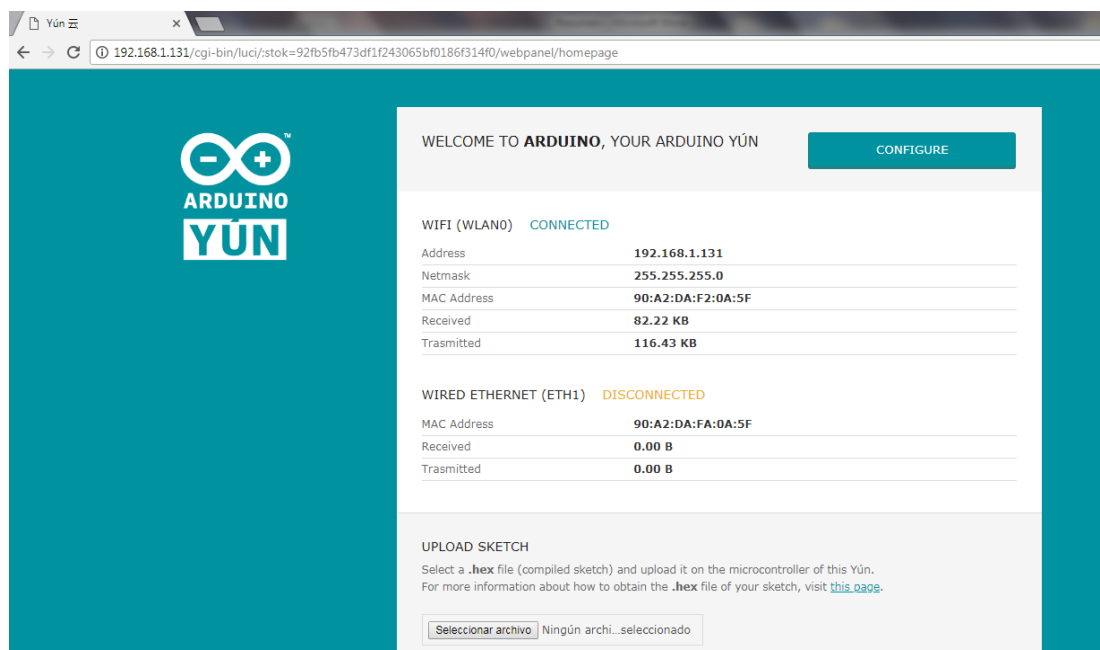 Yún 云
192.168.1.131/cgi-bin/luci/;stok=92fb5fb473df1f243065bf0186f314f0/webpanel/homepage
ARDUINO
YÚN
WELCOME TO ARDUINO, YOUR ARDUINO YÚN
CONFIGURE
WIFI (WLAN0) CONNECTED
Address 192.168.1.131
Netmask 255.255.255.0
MAC Address 90:A2:DA:F2:0A:5F
Received 82.22 KB
Trasmitted 116.43 KB
WIRED ETHERNET (ETH1) DISCONNECTED
MAC Address 90:A2:DA:FA:0A:5F
Received 0.00 B
Trasmitted 0.00 B
UPLOAD SKETCH
Select a .hex file (compiled sketch) and upload it on the microcontroller of this Yún.
For more information about how to obtain the .hex file of your sketch, visit this page.
Seleccionar archivo Ningún archi...seleccionado